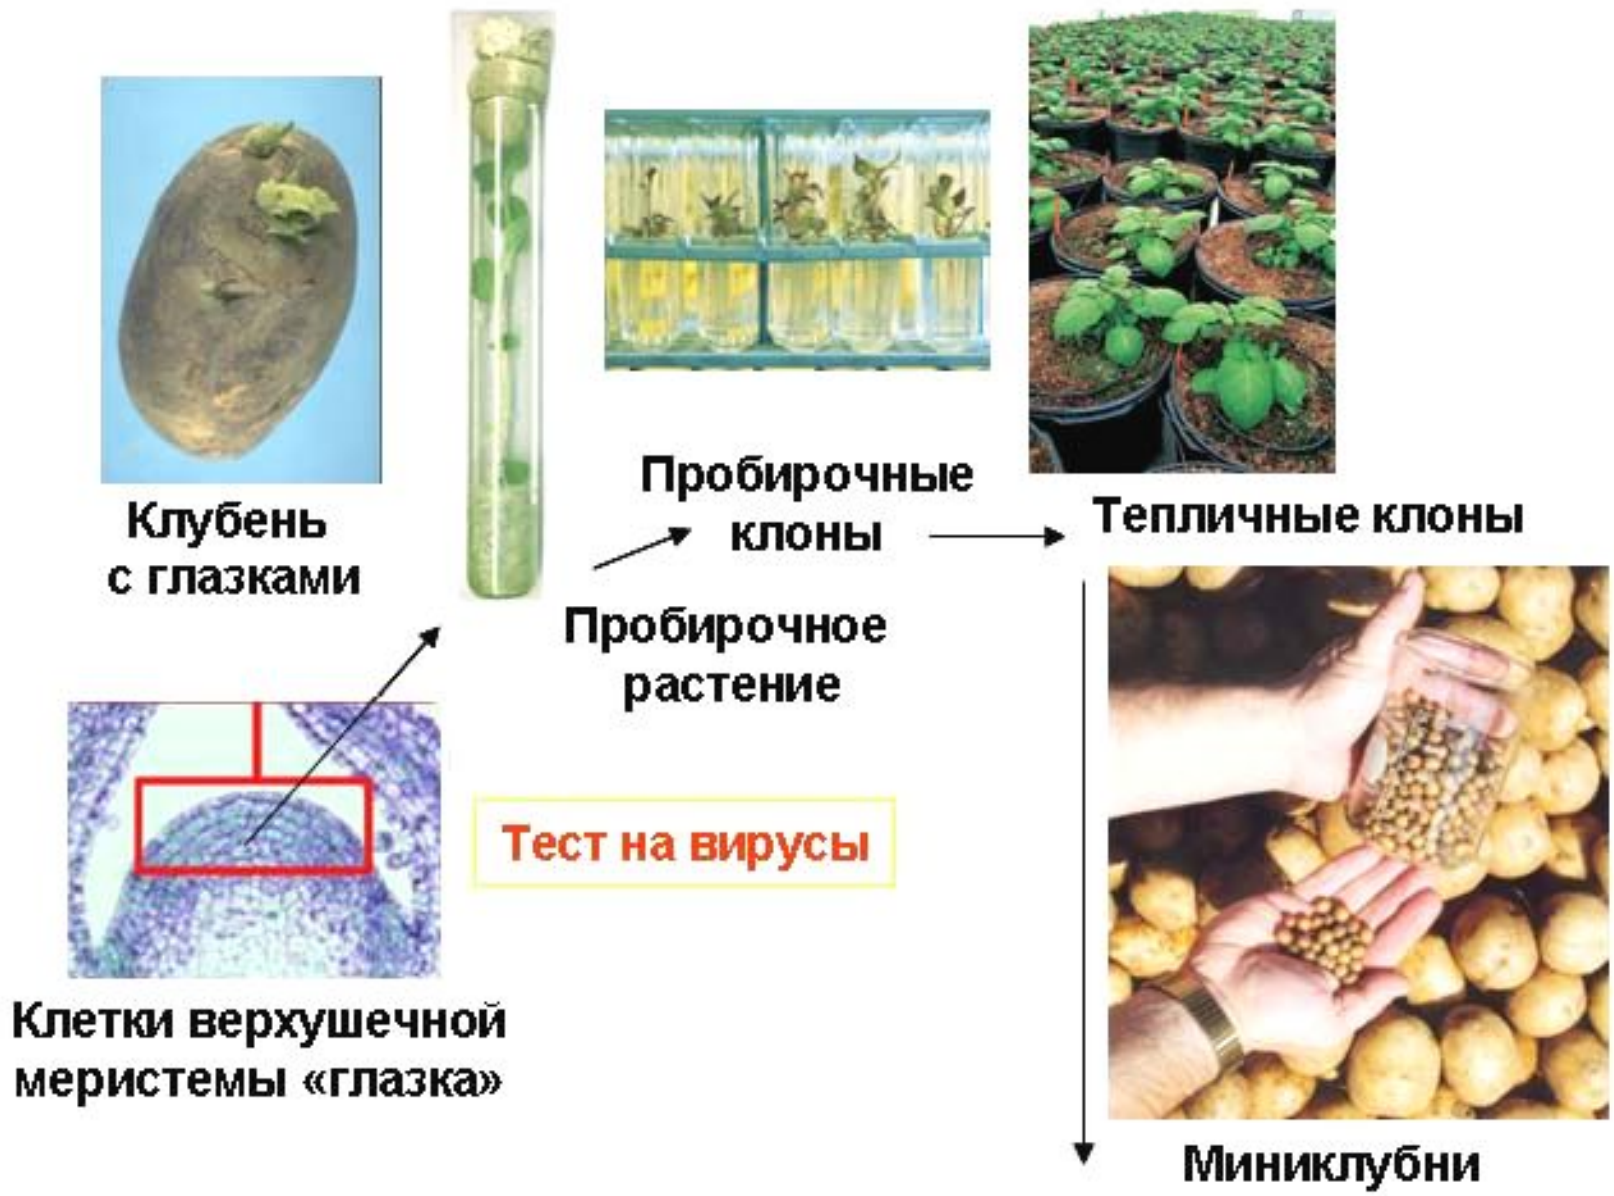 Клубень
с глазками
Пробирочные
клоны
Тепличные клоны
Пробирочное
растение
Тест на вирусы
Клетки верхушечной
меристемы «глазка»
Миниклубни